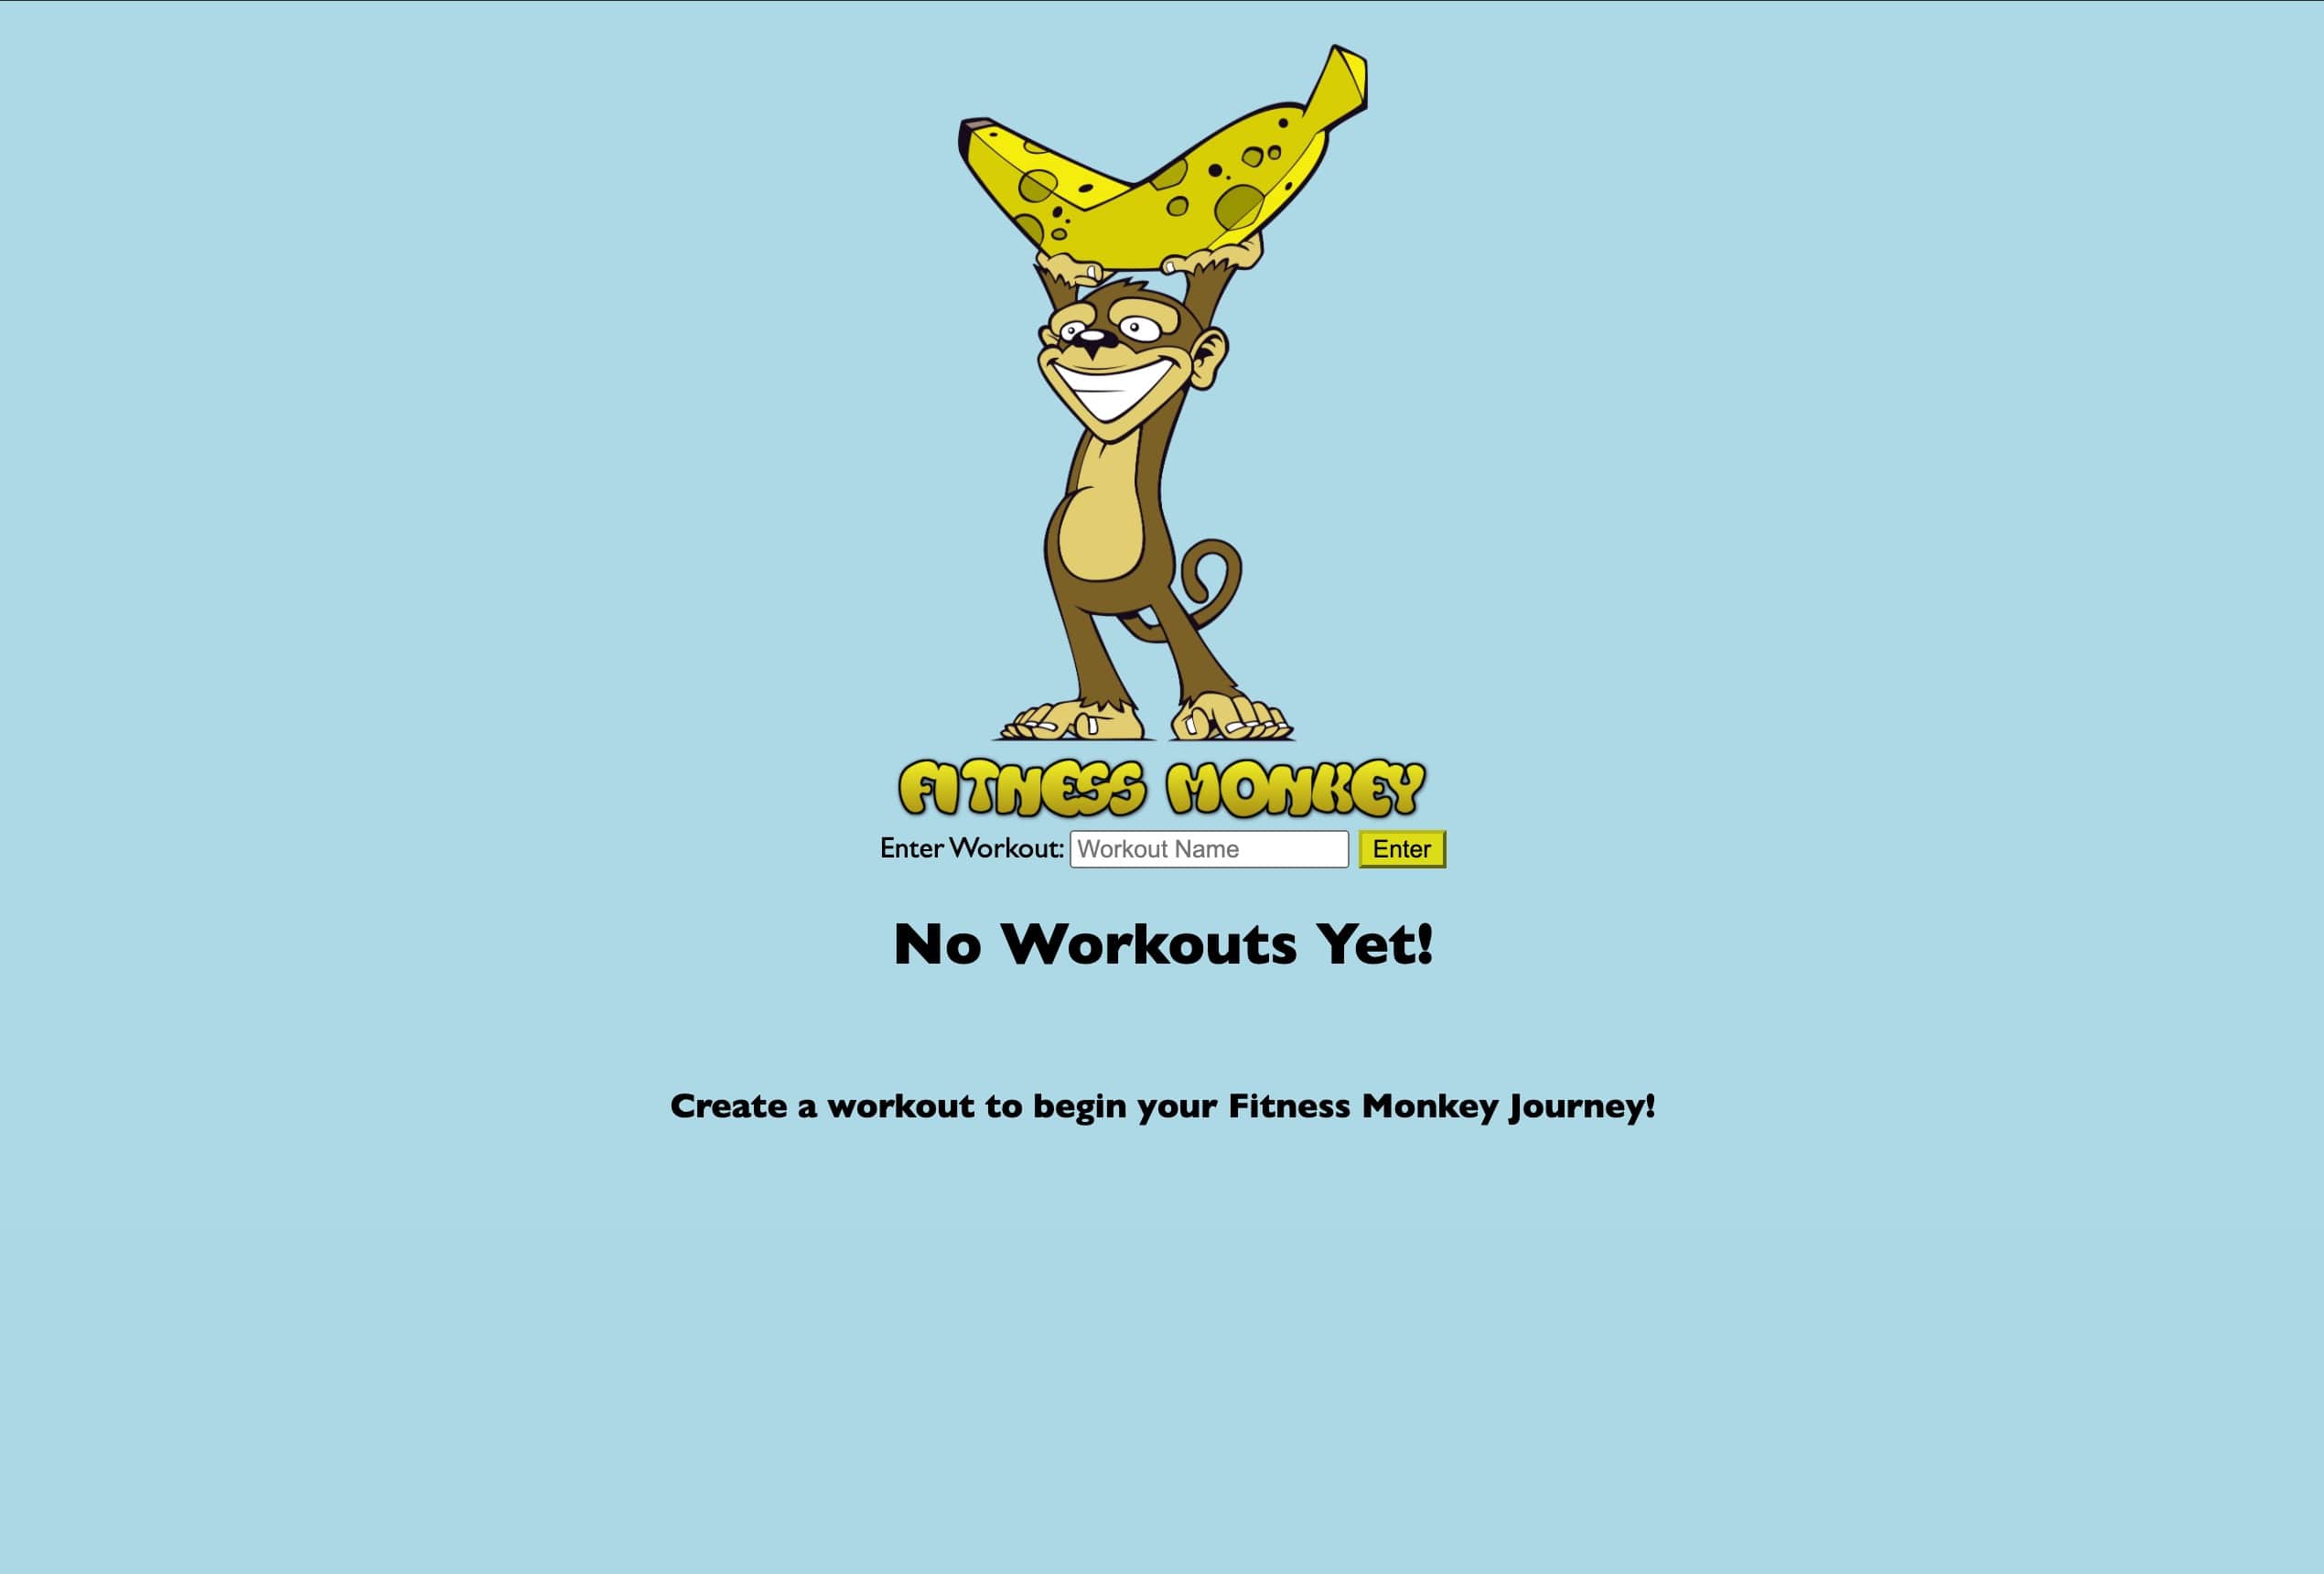 FITNESS MONKEY
Enter Workout: Workout Name Enter
No Workouts Yet!
Create a workout to begin your Fitness Monkey Journey!